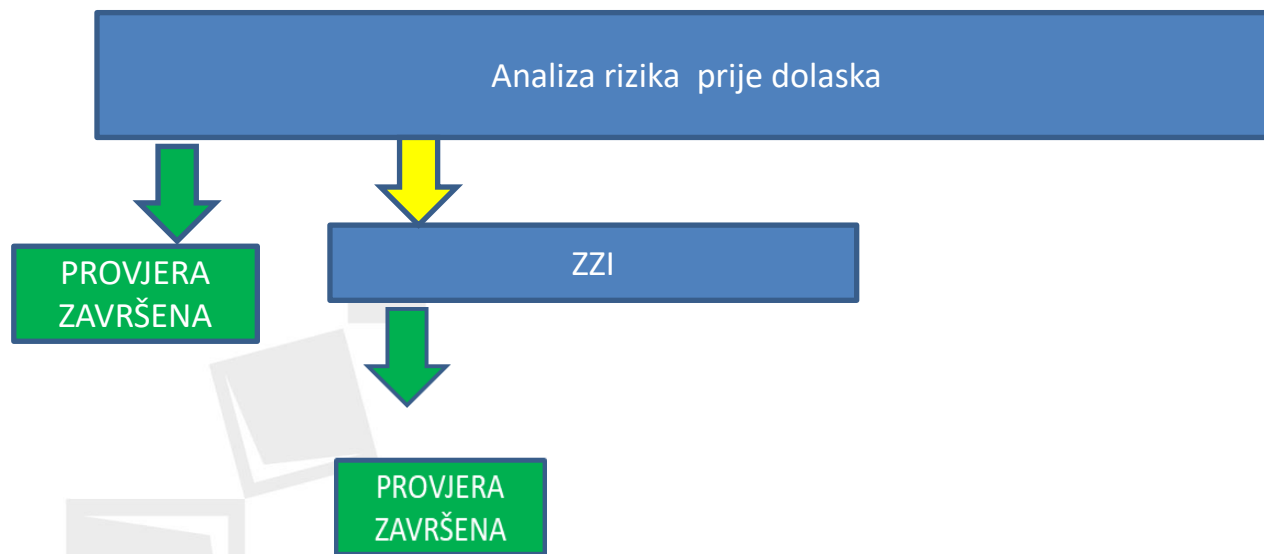 Analiza rizika  prije dolaska
PROVJERA
ZAVRŠENA
ZZI
PROVJERA
ZAVRŠENA